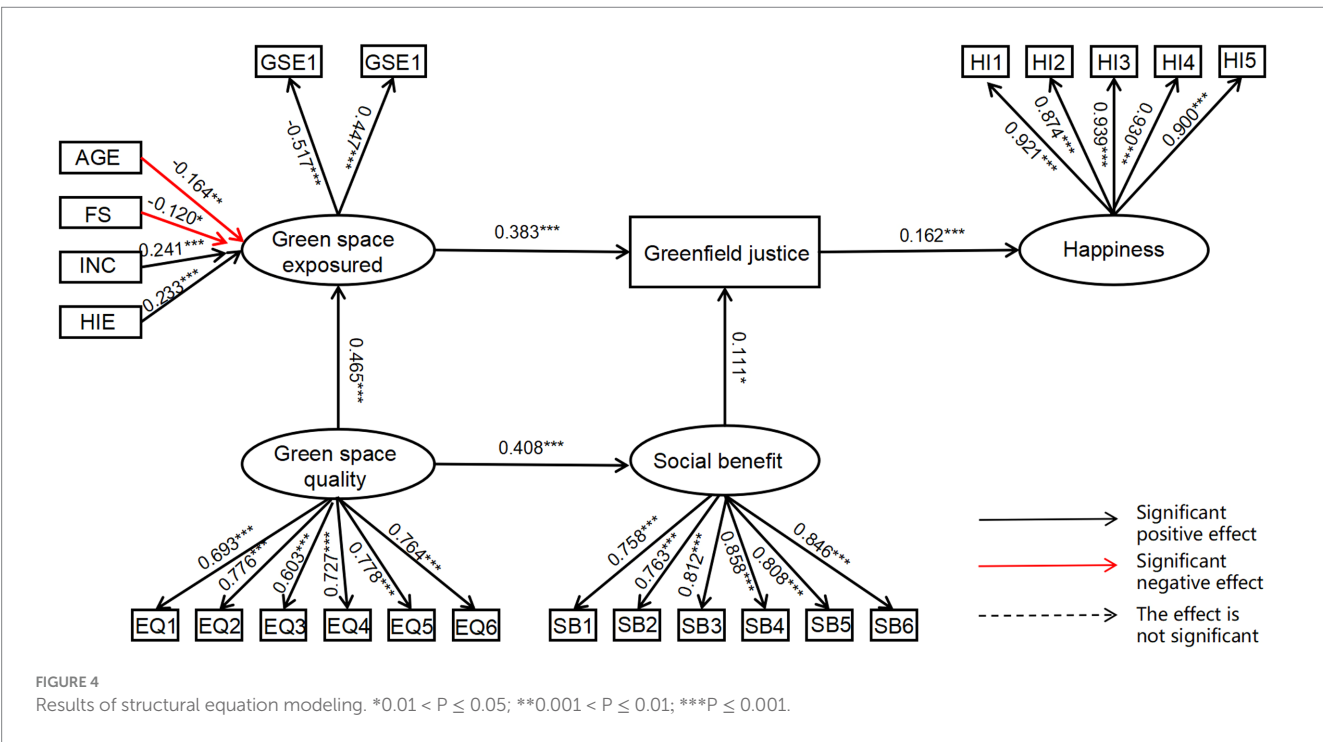 GSE1
GSE1
HI1
HI2
HI3
HI4
HI5
-0.517***
0.447***
0.921***
0.874***
0.939***
0.930***
0.900***
AGE
FS
INC
HIE
-0.164**
-0.120*
0.241***
0.233***
Green space
exposured
0.383***
Greenfield justice
0.162***
Happiness
0.465***
0.111*
Green space
quality
0.408***
Social benefit
0.693***
0.776***
0.603***
0.727***
0.778***
0.764***
0.758***
0.763***
0.812***
0.858***
0.808***
0.846***
EQ1
EQ2
EQ3
EQ4
EQ5
EQ6
SB1
SB2
SB3
SB4
SB5
SB6
Significant
positive effect
Significant
negative effect
The effect is
not significant
FIGURE 4
Results of structural equation modeling. *0.01 < P ≤ 0.05; **0.001 < P ≤ 0.01; ***P ≤ 0.001.